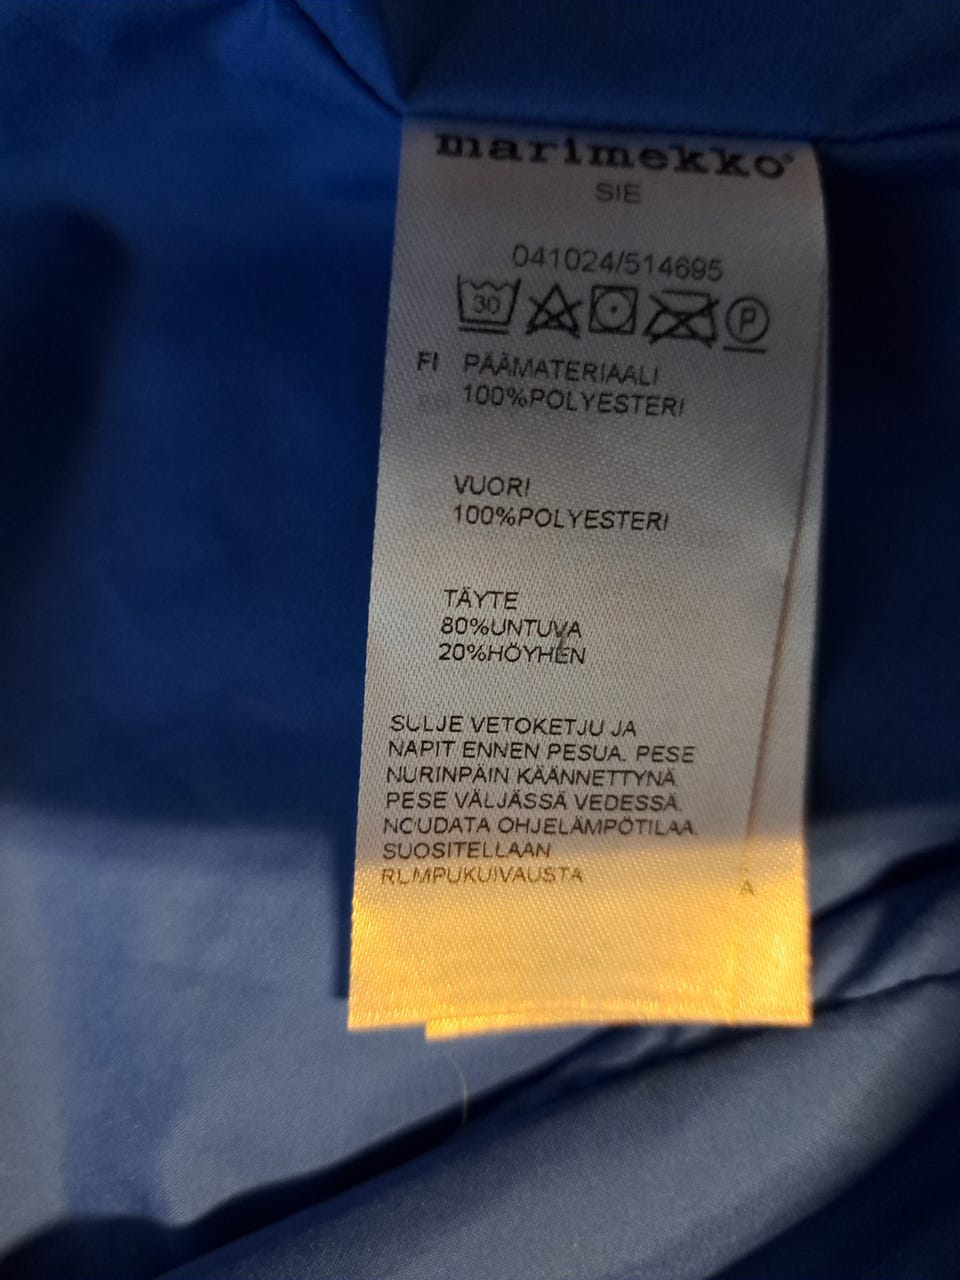 marimekko®
SIE
041024/514695
30 P
FI PÄÄMATERIAALI
100%POLYESTERI
VUORI
100%POLYESTERI
TÄYTE
80%UNTUVA
20%HÖYHEN
SULJE VETOKETJU JA
NAPIT ENNEN PESUA. PESE
NURINPÄIN KÄÄNNETTYNÄ.
PESE VÄLJÄSSÄ VEDESSÄ.
NOUDATA OHJELÄMPÖTILAA.
SUOSITELLAAN
RUMPUKUIVAUSTA
Ä